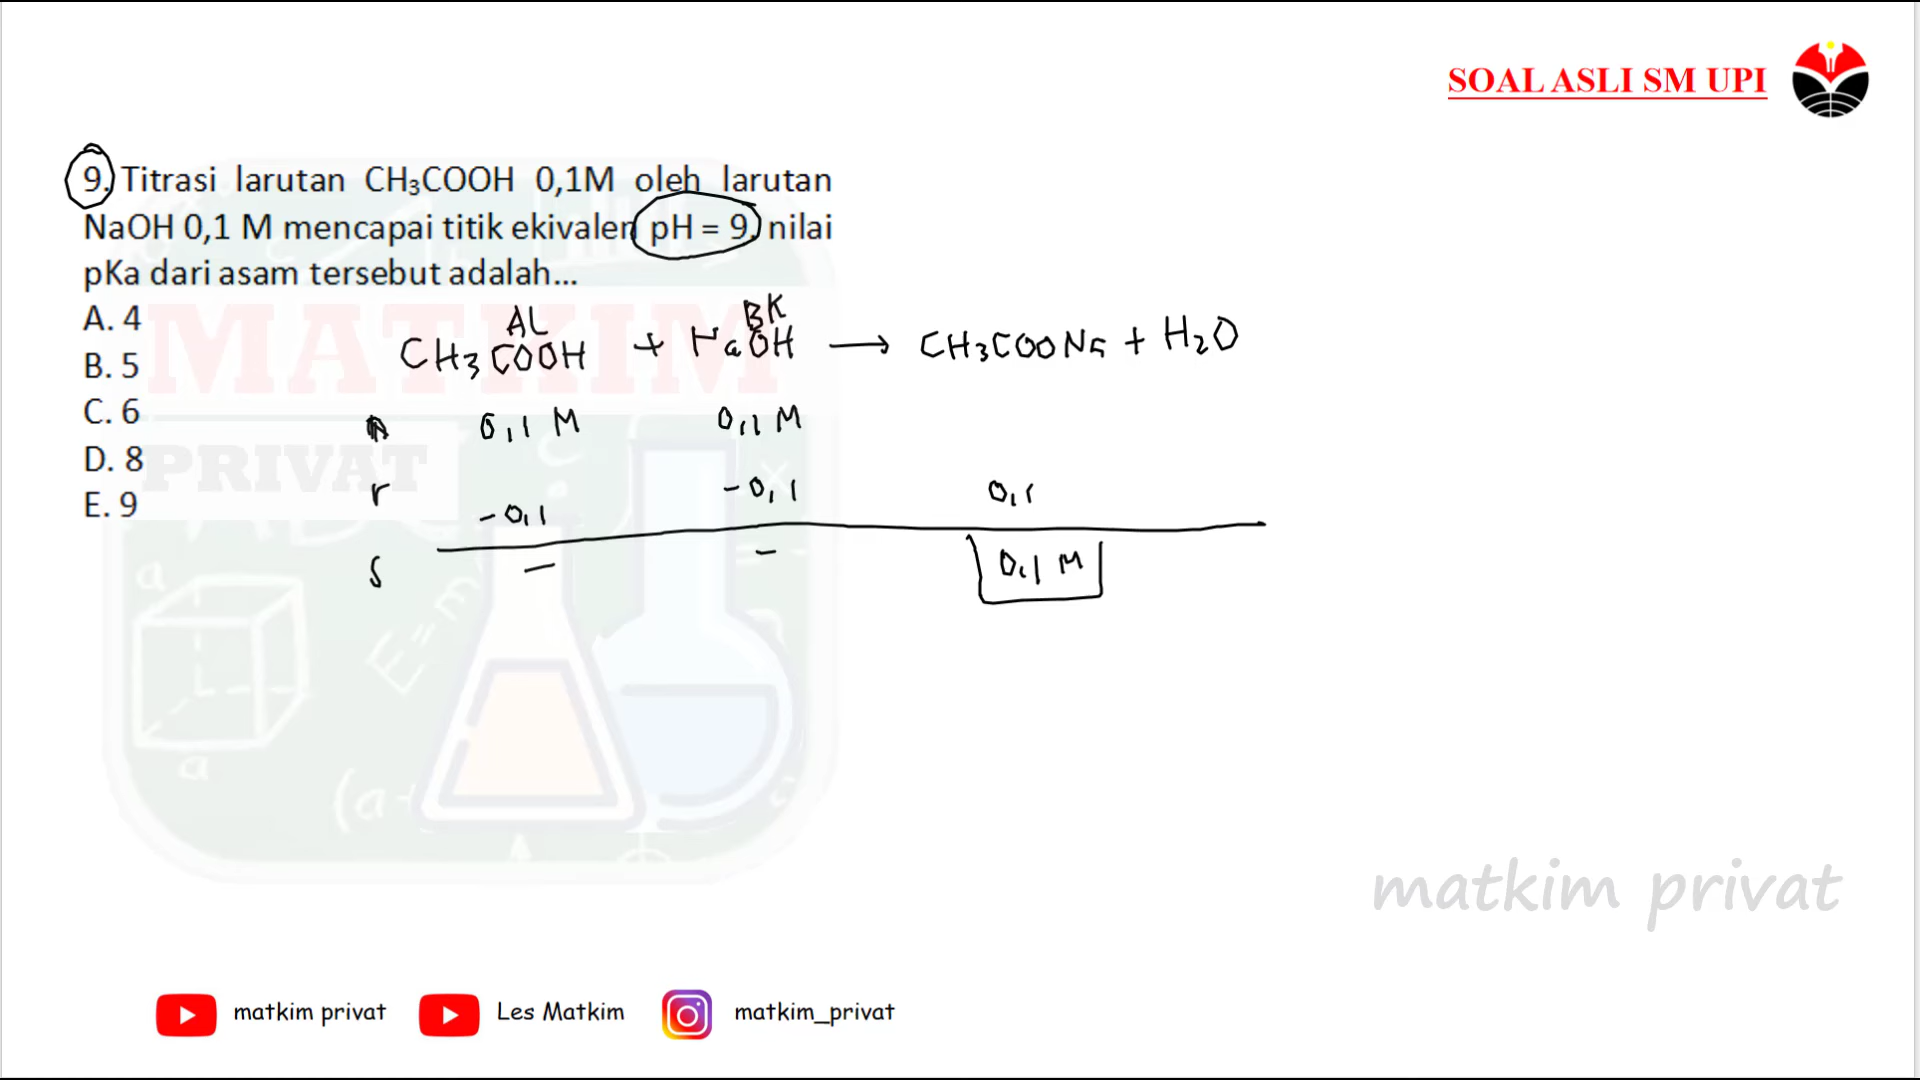 SOAL ASLI SM UPI
9. Titrasi larutan CH₃COOH 0,1M oleh larutan
NaOH 0,1 M mencapai titik ekivalen pH = 9, nilai
pKa dari asam tersebut adalah...
A. 4
B. 5
C. 6
D. 8
E. 9
AL BK
CH3COOH + NaOH → CH3COONa + H2O
0,1 M 0,1 M
r -0,1 -0,1 0,1
s - - 0,1 M
MATKIM
PRIVAT
a
a
a
E=m
(a+
matkim privat
matkim privat Les Matkim matkim_privat